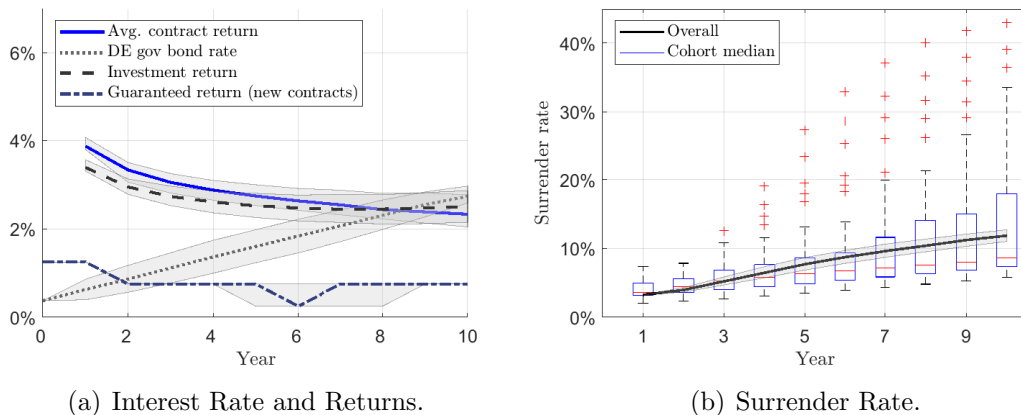 6%
4%
2%
0%
0
2
4
6
8
10
Year
Avg. contract return
DE gov bond rate
Investment return
Guaranteed return (new contracts)
(a) Interest Rate and Returns.
40%
30%
20%
10%
0%
Surrender rate
1
3
5
7
9
Year
Overall
Cohort median
(b) Surrender Rate.